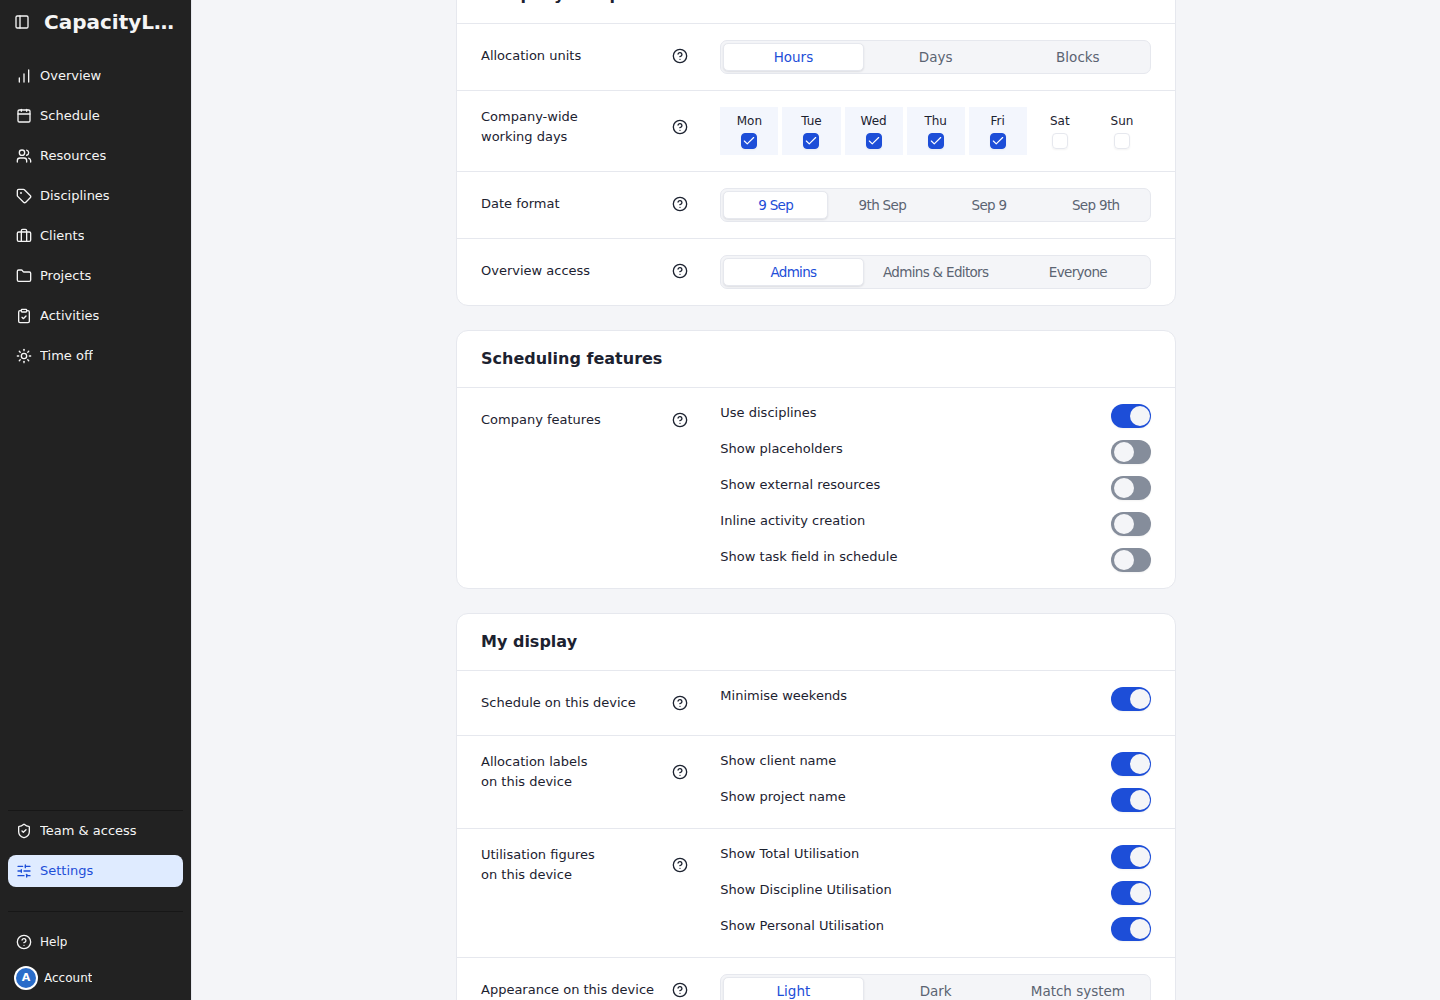 CapacityL...
Overview
Schedule
Resources
Disciplines
Clients
Projects
Activities
Time off
Team & access
Settings
Help
A Account
Allocation units
Hours Days Blocks
Company-wide
working days
Mon Tue Wed Thu Fri Sat Sun
Date format
9 Sep 9th Sep Sep 9 Sep 9th
Overview access
Admins Admins & Editors Everyone
Scheduling features
Company features
Use disciplines
Show placeholders
Show external resources
Inline activity creation
Show task field in schedule
My display
Schedule on this device
Minimise weekends
Allocation labels
on this device
Show client name
Show project name
Utilisation figures
on this device
Show Total Utilisation
Show Discipline Utilisation
Show Personal Utilisation
Appearance on this device
Light Dark Match system